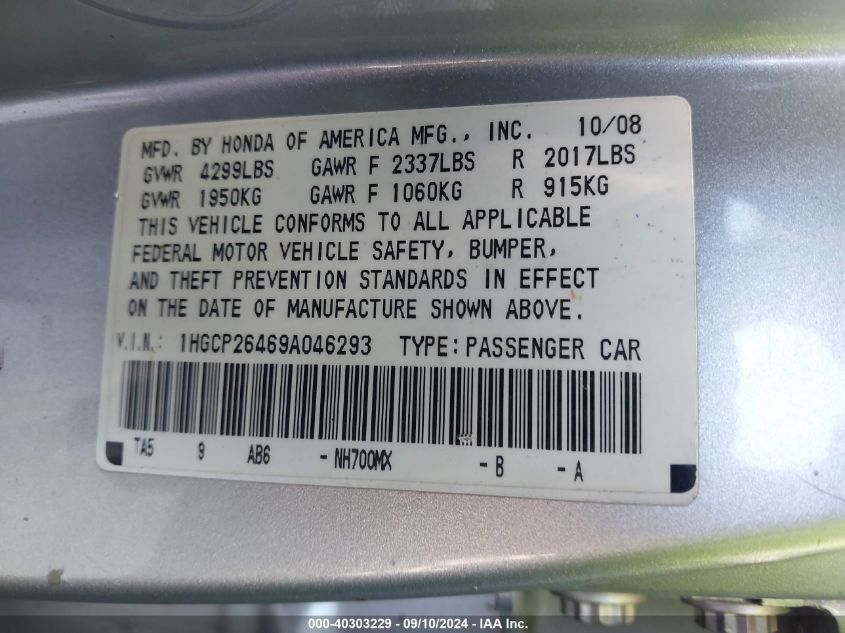 MFD. BY HONDA OF AMERICA MFG., INC. 10/08
GVWR 4299LBS GAWR F 2337LBS R 2017LBS
GVWR 1950KG GAWR F 1060KG R 915KG
THIS VEHICLE CONFORMS TO ALL APPLICABLE
FEDERAL MOTOR VEHICLE SAFETY, BUMPER,
AND THEFT PREVENTION STANDARDS IN EFFECT
ON THE DATE OF MANUFACTURE SHOWN ABOVE.
V.I.N.: 1HGCP26469A046293 TYPE: PASSENGER CAR
TA5 9 AB6 -NH700MX -B -A
000-40303229 - 09/10/2024 - IAA Inc.